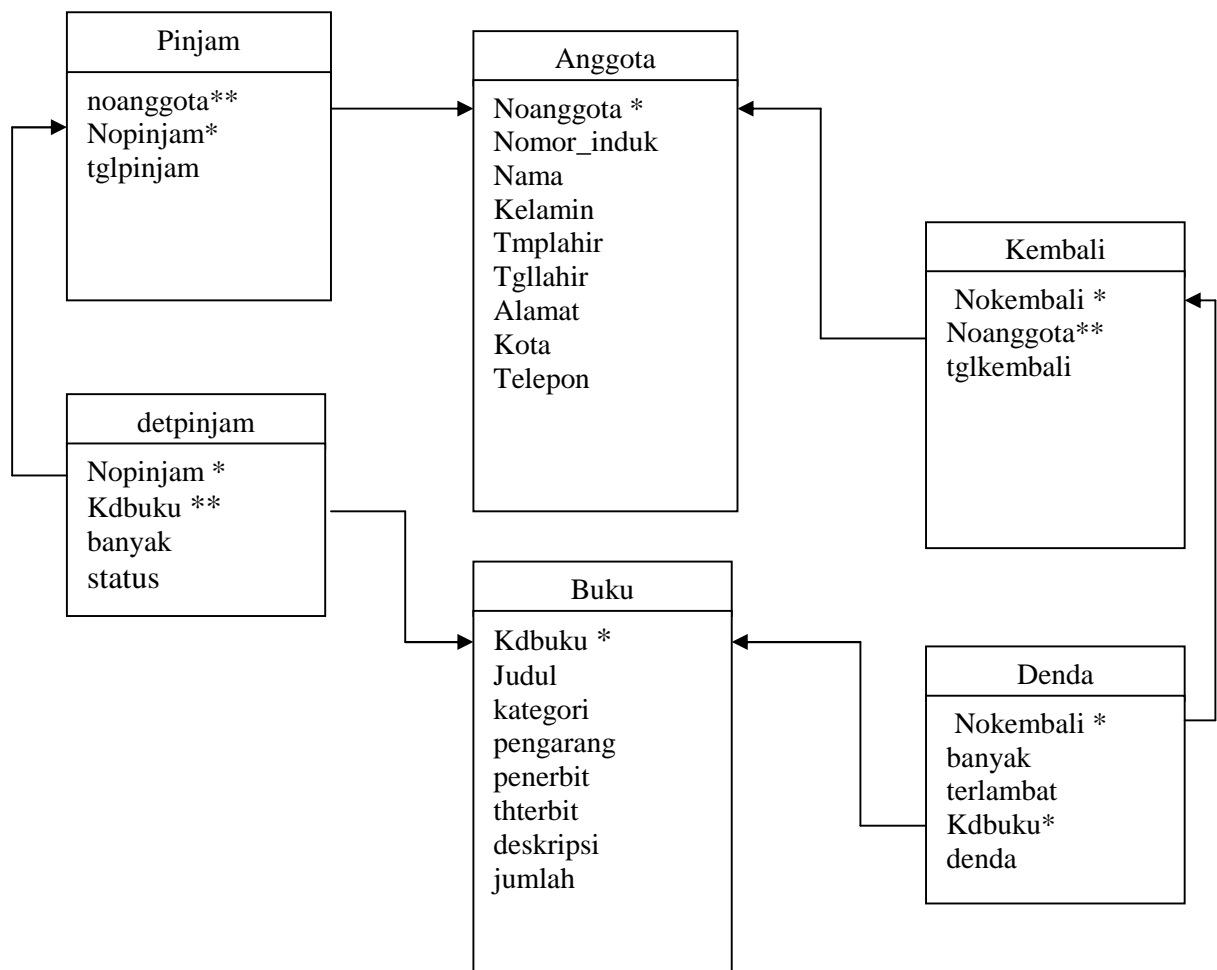 Pinjam
noanggota**
Nopinjam*
tglpinjam
Anggota
Noanggota *
Nomor_induk
Nama
Kelamin
Tmplahir
Tgllahir
Alamat
Kota
Telepon
Kembali
Nokembali *
Noanggota**
tglkembali
detpinjam
Nopinjam *
Kdbuku **
banyak
status
Buku
Kdbuku *
Judul
kategori
pengarang
penerbit
thterbit
deskripsi
jumlah
Denda
Nokembali *
banyak
terlambat
Kdbuku*
denda